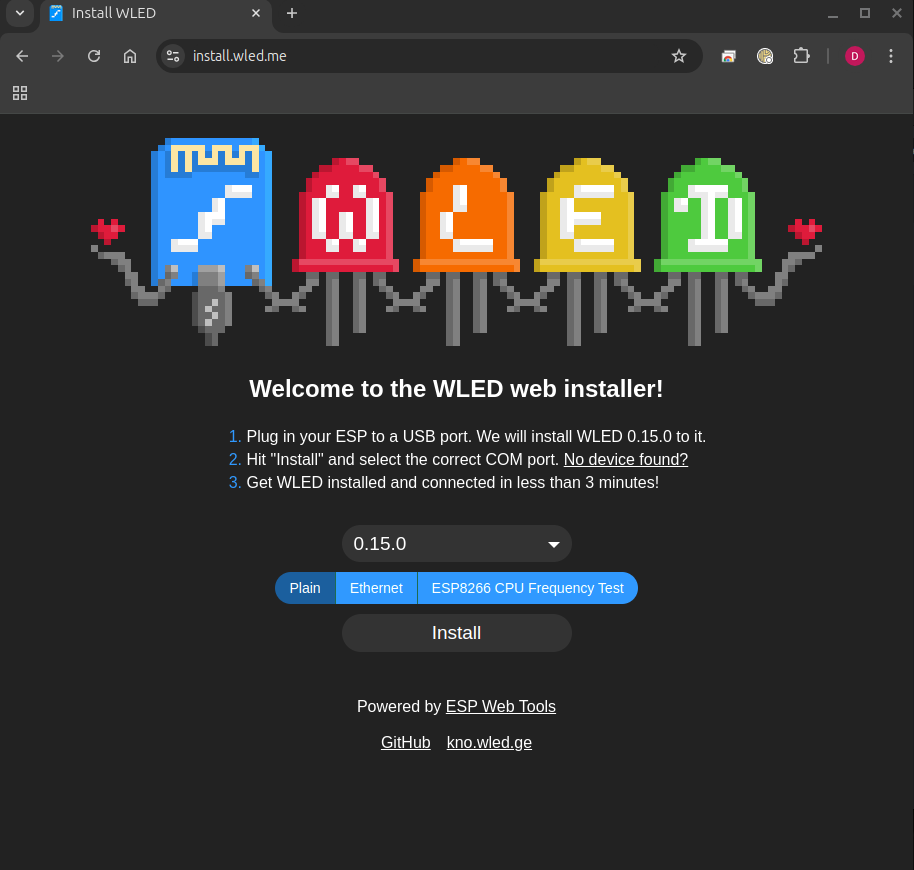 Install WLED
install.wled.me
D
W L E I
Welcome to the WLED web installer!
1. Plug in your ESP to a USB port. We will install WLED 0.15.0 to it.
2. Hit "Install" and select the correct COM port. No device found?
3. Get WLED installed and connected in less than 3 minutes!
0.15.0
Plain Ethernet ESP8266 CPU Frequency Test
Install
Powered by ESP Web Tools
GitHub kno.wled.ge